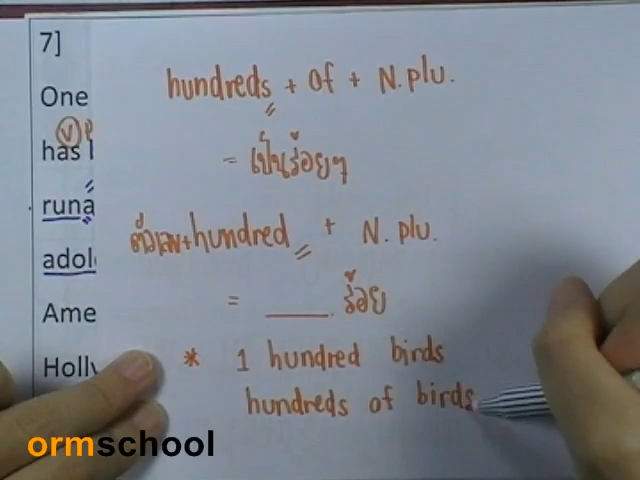 7]
One
has l
runa
adol
Ame
Holly
hundreds + of + N.plu.
= เป็นร้อยๆ
ตัวเลข+hundred + N. plu.
= ____ ร้อย
* 1 hundred birds
hundreds of birds
ormschool